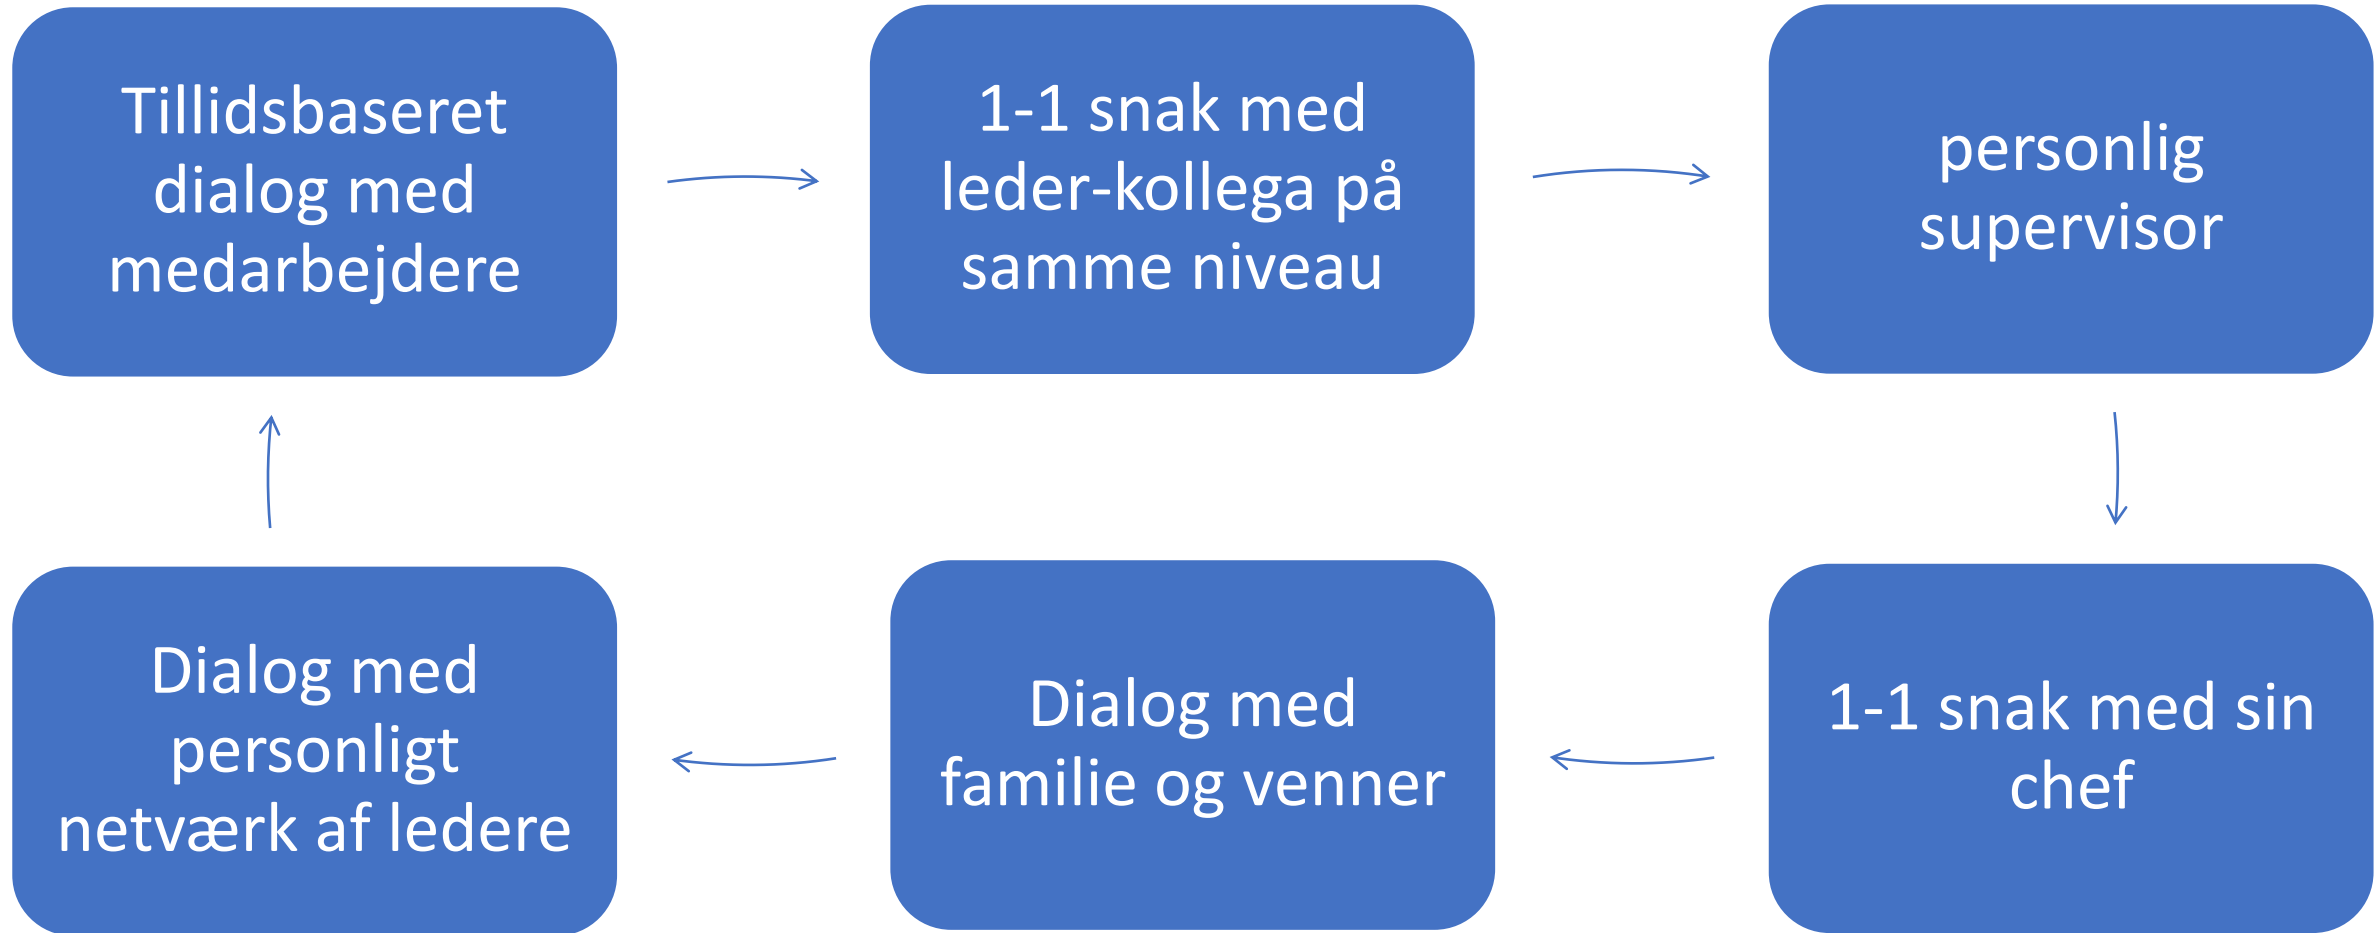 Tillidsbaseret
dialog med
medarbejdere
1-1 snak med
leder-kollega på
samme niveau
personlig
supervisor
1-1 snak med sin
chef
Dialog med
familie og venner
Dialog med
personligt
netværk af ledere